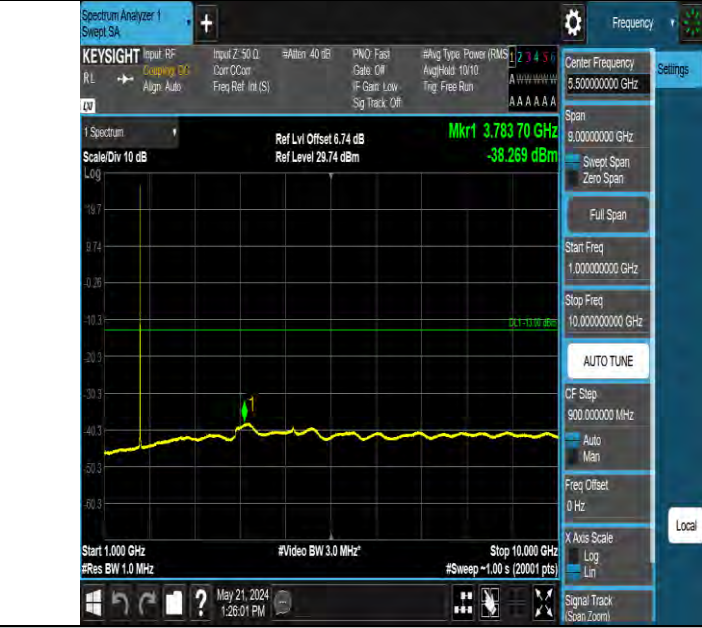 Spectrum Analyzer 1
Swept SA
Frequency
KEYSIGHT Input: RF
Coupling: DC
Align: Auto
Input Z: 50 Ω
Corr CCorr
Freq Ref: Int (S)
#Atten: 40 dB
PNO: Fast
Gate: Off
IF Gain: Low
Sig Track: Off
#Avg Type: Power (RMS
Avg|Hold: 10/10
Trig: Free Run
1 2 3 4 5 6
A W W W W W
A A A A A A
R L
LXI
Center Frequency
5.500000000 GHz
Settings
Span
9.00000000 GHz
Swept Span
Zero Span
Full Span
Start Freq
1.000000000 GHz
Stop Freq
10.000000000 GHz
AUTO TUNE
CF Step
900.000000 MHz
Auto
Man
Freq Offset
0 Hz
X Axis Scale
Log
Lin
Signal Track
(Span Zoom)
Local
1 Spectrum
Scale/Div 10 dB
Log
Ref Lvl Offset 6.74 dB
Ref Level 29.74 dBm
Mkr1 3.783 70 GHz
-38.269 dBm
19.7
9.74
-0.26
-10.3
-20.3
-30.3
-40.3
-50.3
-60.3
DL1 -13.00 dBm
1
Start 1.000 GHz
#Res BW 1.0 MHz
#Video BW 3.0 MHz*
Stop 10.000 GHz
#Sweep ~1.00 s (20001 pts)
May 21, 2024
1:26:01 PM